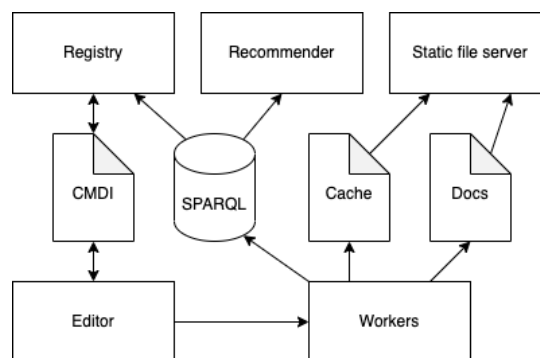 Registry
Recommender
Static file server
CMDI
SPARQL
Cache
Docs
Editor
Workers